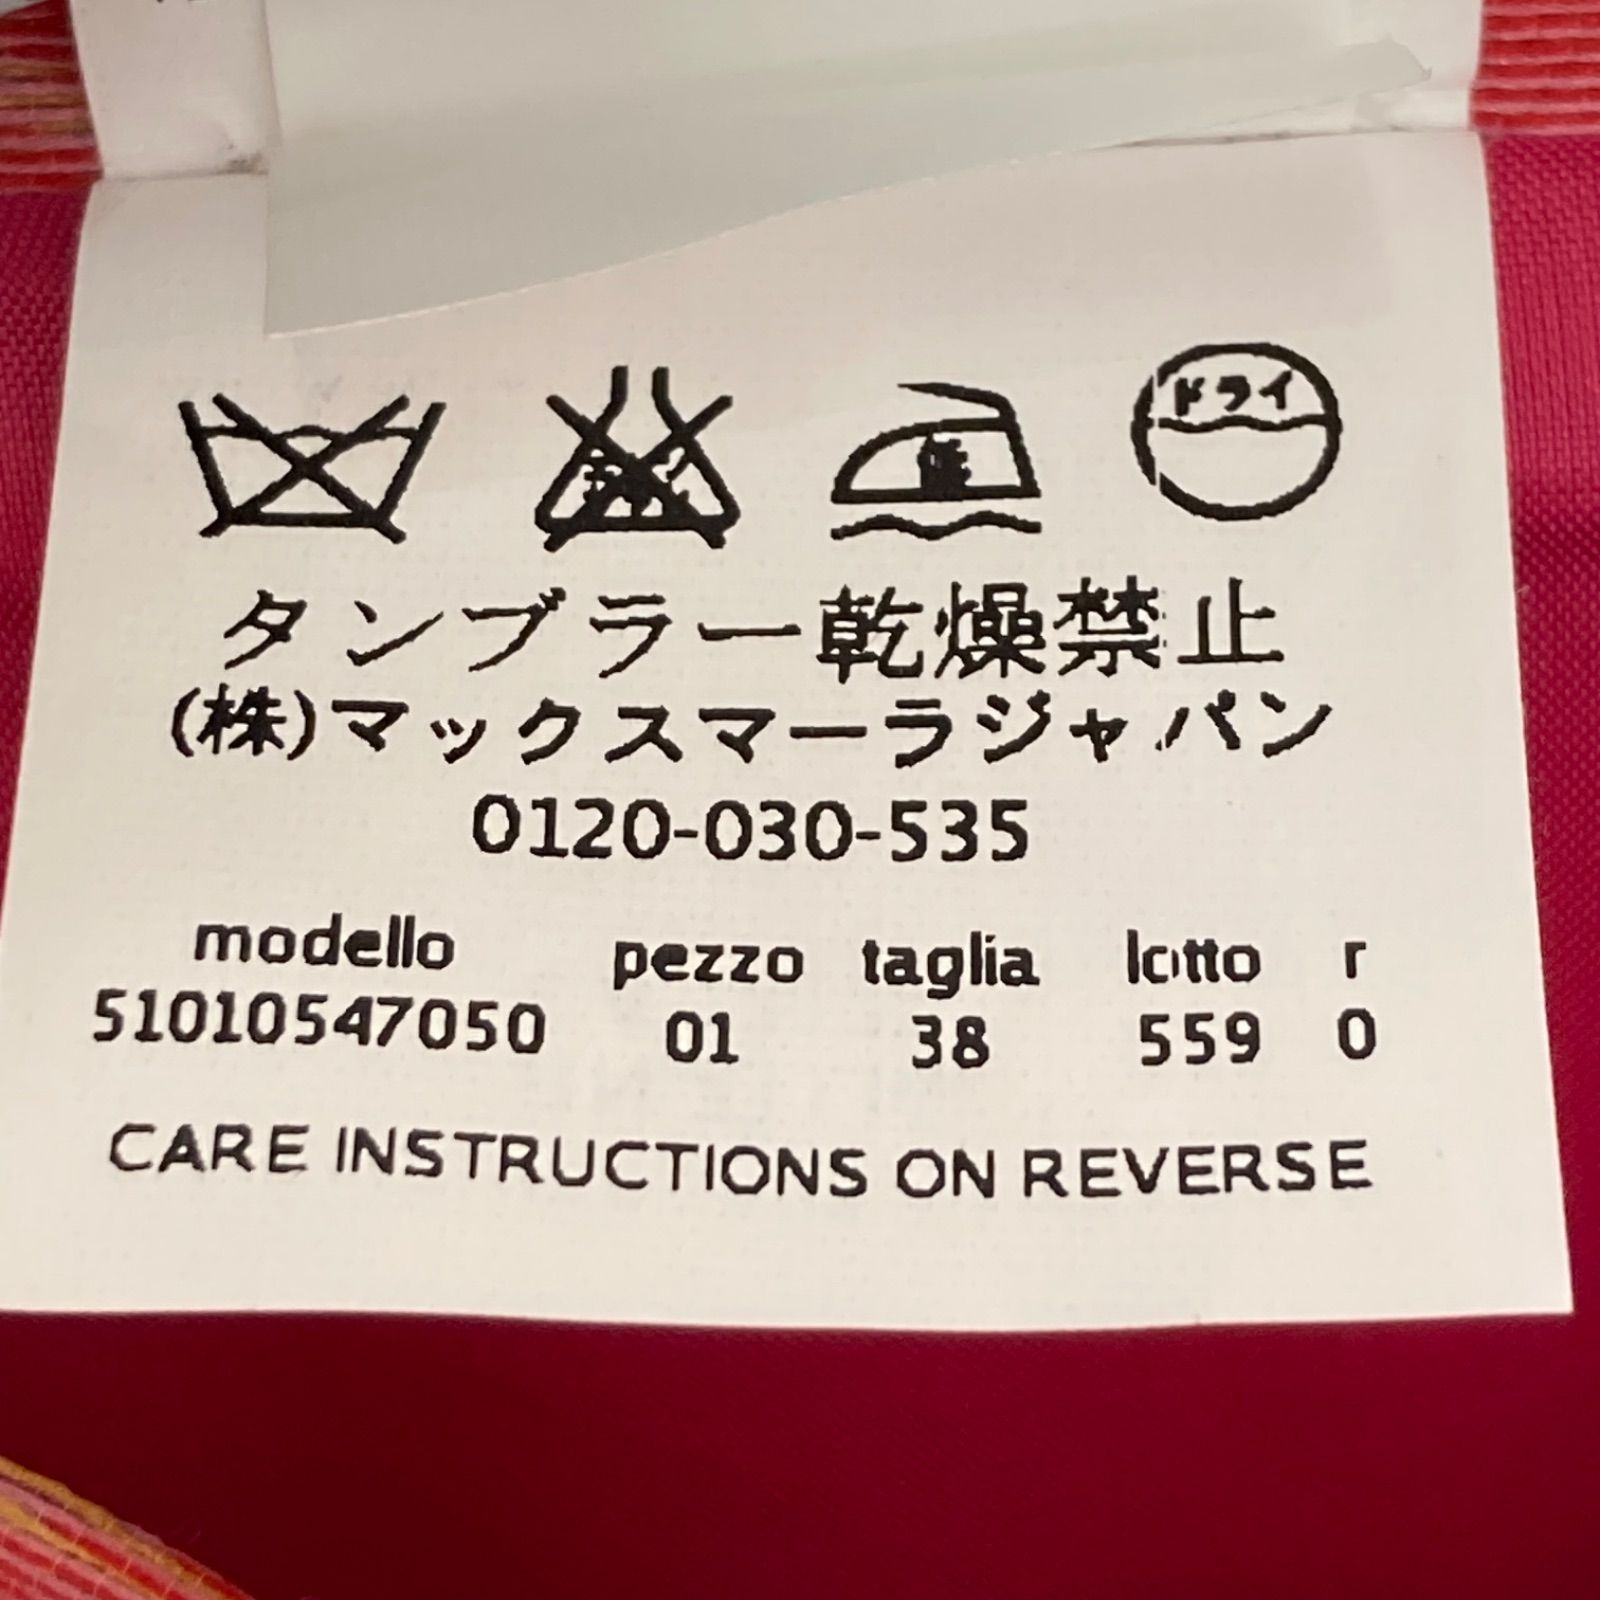 ドライ
タンブラー乾燥禁止
(株)マックスマーラジャパン
0120-030-535
modello pezzo taglia lotto r
51010547050 01 38 559 0
CARE INSTRUCTIONS ON REVERSE